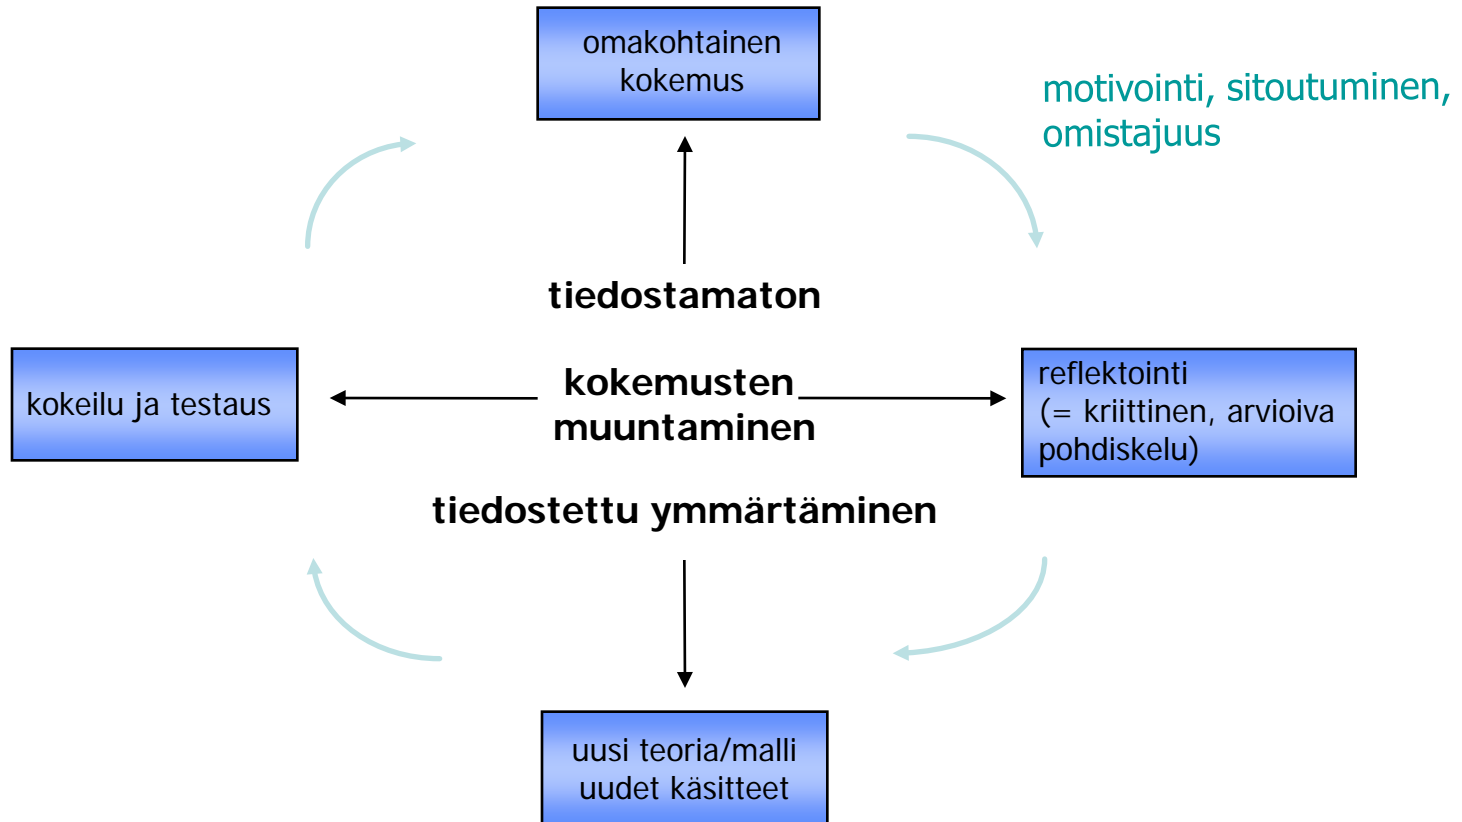 omakohtainen
kokemus
motivointi, sitoutuminen,
omistajuus
tiedostamaton
kokeilu ja testaus
kokemusten
muuntaminen
reflektointi
(= kriittinen, arvioiva
pohdiskelu)
tiedostettu ymmärtäminen
uusi teoria/malli
uudet käsitteet